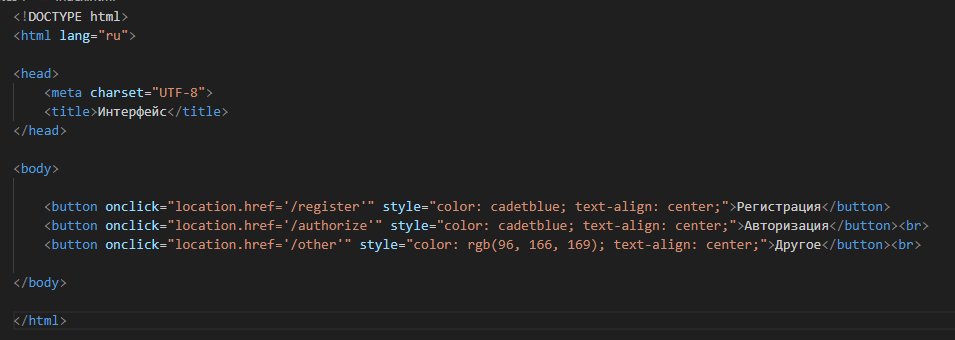 <!DOCTYPE html>
<html lang="ru">
<head>
<meta charset="UTF-8">
<title>Интерфейс</title>
</head>
<body>
<button onclick="location.href='/register'" style="color: cadetblue; text-align: center;">Регистрация</button>
<button onclick="location.href='/authorize'" style="color: cadetblue; text-align: center;">Авторизация</button><br>
<button onclick="location.href='/other'" style="color: rgb(96, 166, 169); text-align: center;">Другое</button><br>
</body>
</html>